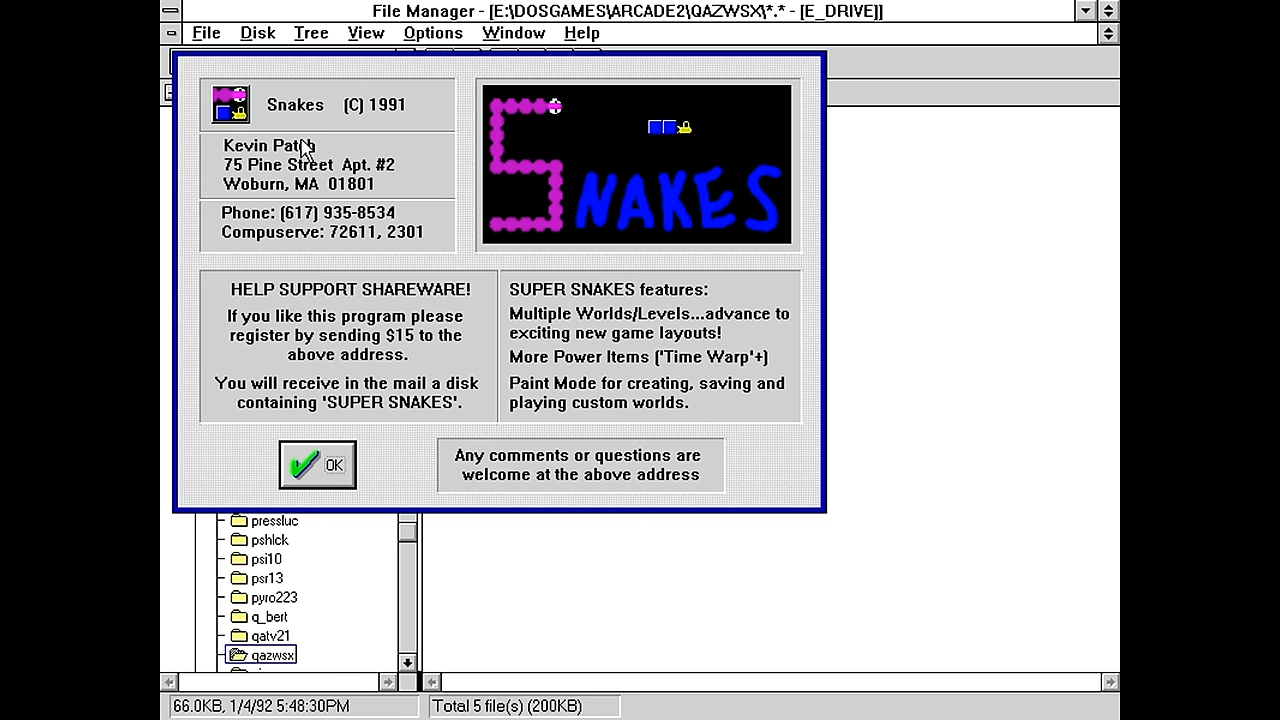 File Manager - [E:\DOSGAMES\ARCADE2\QAZWSX\*.* - [E_DRIVE]]
File Disk Tree View Options Window Help
Snakes (C) 1991
Kevin
75 Pine Street Apt. #2
Woburn, MA 01801
Phone: (617) 935-8534
Compuserve: 72611, 2301
SNAKES
HELP SUPPORT SHAREWARE!
If you like this program please
register by sending $15 to the
above address.
You will receive in the mail a disk
containing 'SUPER SNAKES'.
SUPER SNAKES features:
Multiple Worlds/Levels...advance to
exciting new game layouts!
More Power Items ('Time Warp'+)
Paint Mode for creating, saving and
playing custom worlds.
OK
Any comments or questions are
welcome at the above address
pressluc
pshlck
psi10
psr13
pyro223
q_bert
qatv21
qazwsx
66.0KB, 1/4/92 5:48:30PM
Total 5 file(s) (200KB)